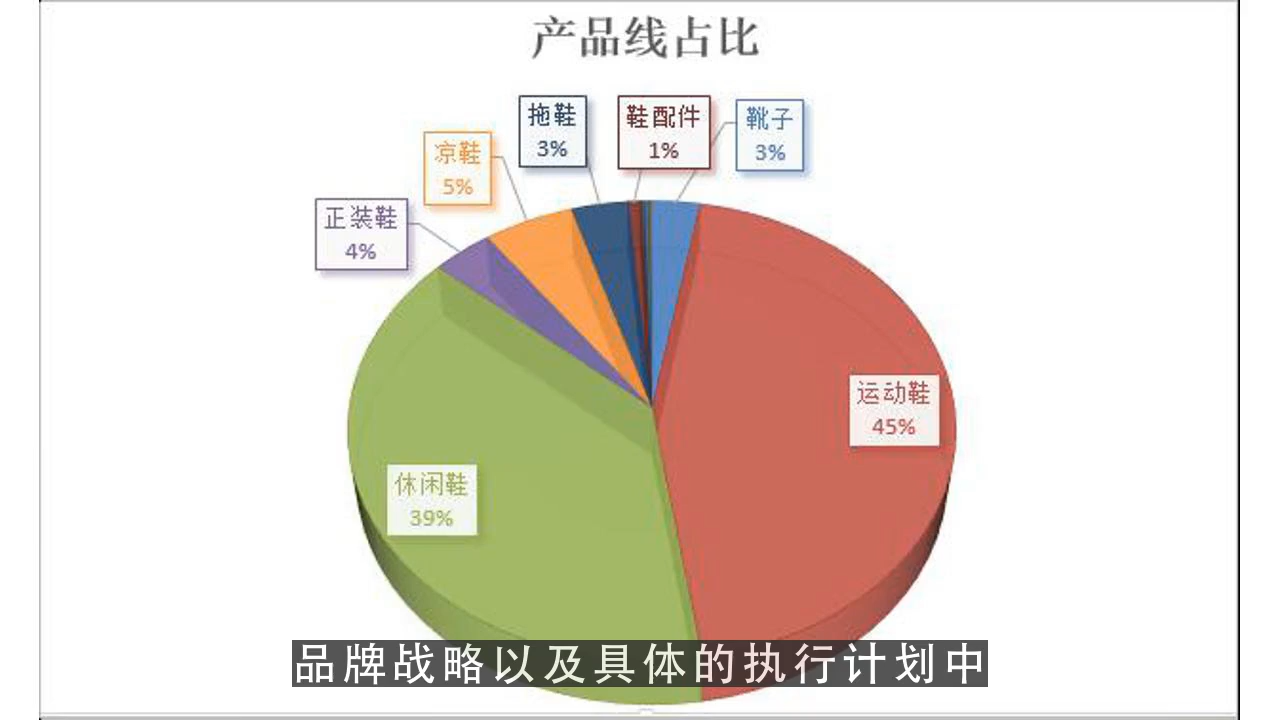 产品线占比
拖鞋
3%
鞋配件
1%
靴子
3%
凉鞋
5%
正装鞋
4%
运动鞋
45%
休闲鞋
39%
品牌战略以及具体的执行计划中